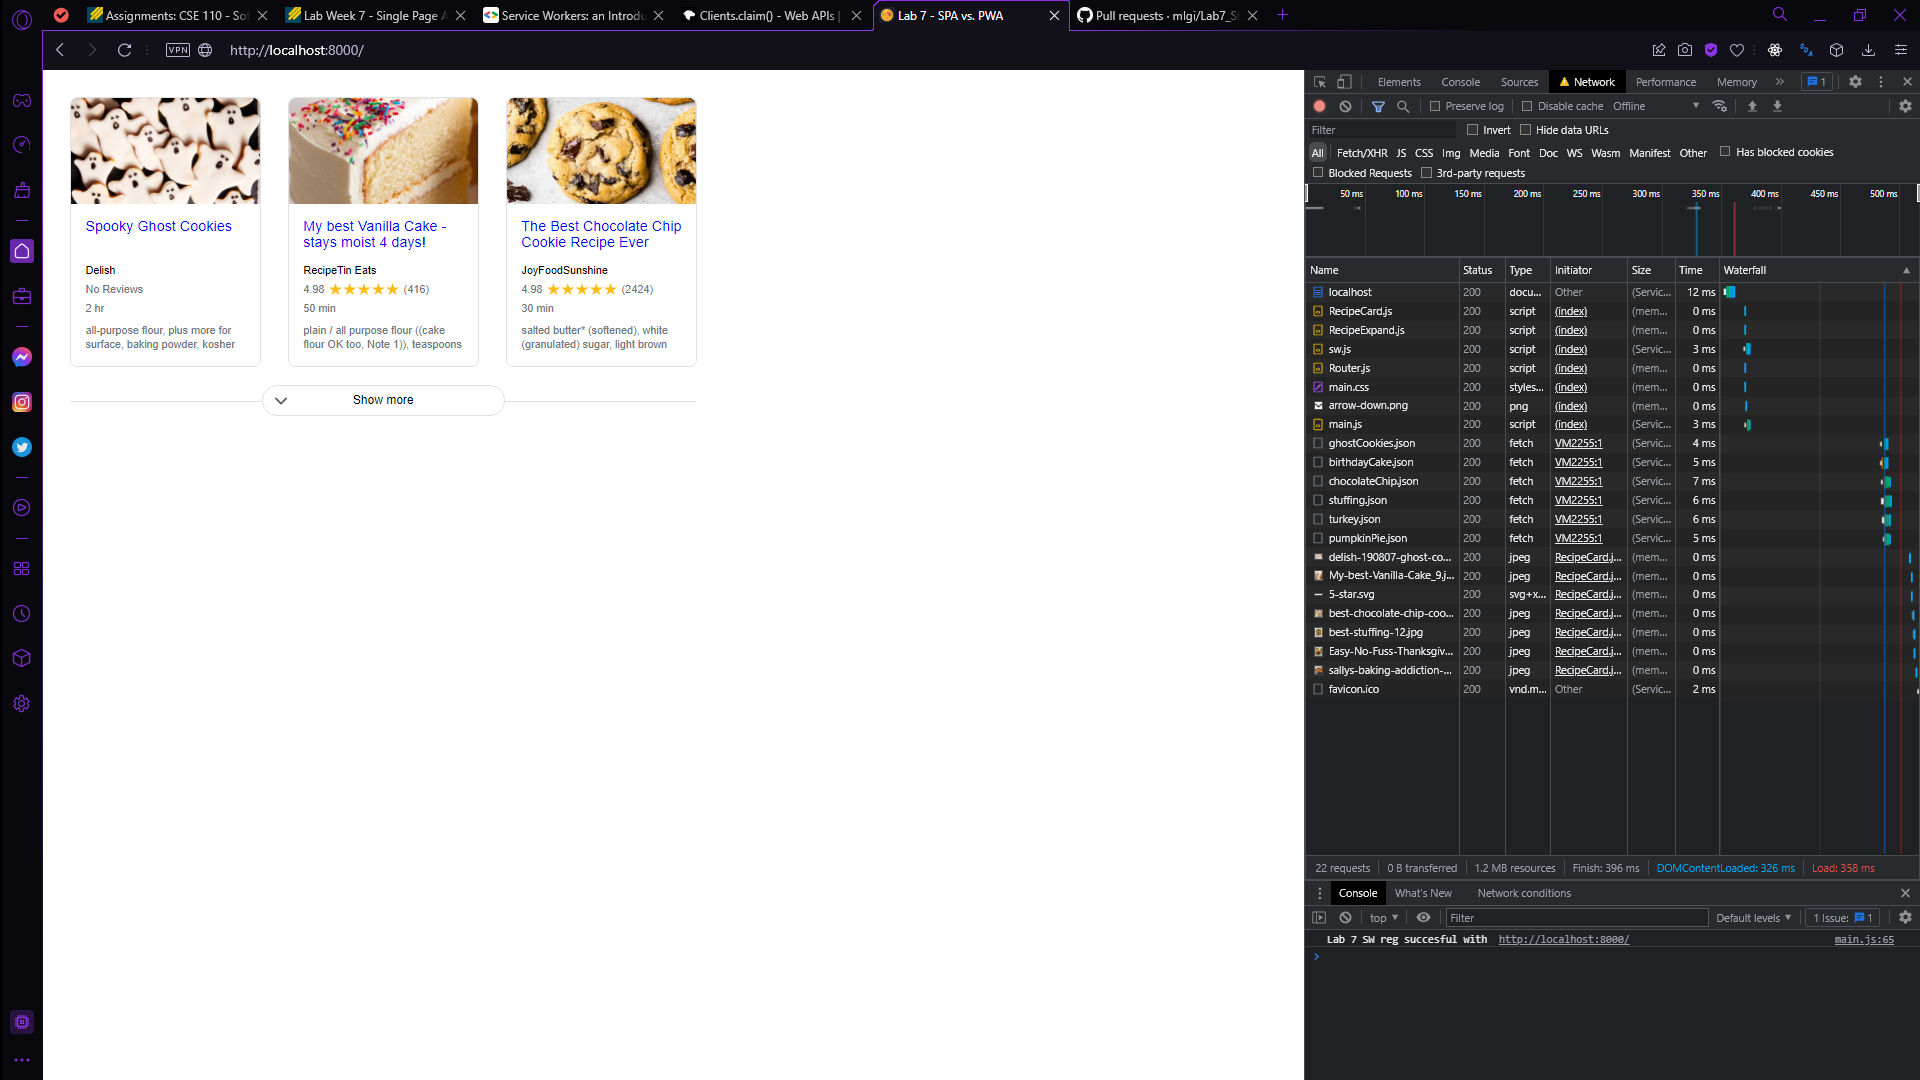 Assignments: CSE 110 - Sof
Lab Week 7 - Single Page A
Service Workers: an Introdu
Clients.claim() - Web APIs |
Lab 7 - SPA vs. PWA
Pull requests · mlgi/Lab7_St
VPN
http://localhost:8000/
Elements Console Sources Network Performance Memory » 1
Preserve log Disable cache Offline
Filter Invert Hide data URLs
All Fetch/XHR JS CSS Img Media Font Doc WS Wasm Manifest Other Has blocked cookies
Blocked Requests 3rd-party requests
50 ms 100 ms 150 ms 200 ms 250 ms 300 ms 350 ms 400 ms 450 ms 500 ms
Spooky Ghost Cookies
Delish
No Reviews
2 hr
all-purpose flour, plus more for
surface, baking powder, kosher
My best Vanilla Cake -
stays moist 4 days!
RecipeTin Eats
4.98 (416)
50 min
plain / all purpose flour ((cake
flour OK too, Note 1)), teaspoons
The Best Chocolate Chip
Cookie Recipe Ever
JoyFoodSunshine
4.98 (2424)
30 min
salted butter* (softened), white
(granulated) sugar, light brown
Show more
Name Status Type Initiator Size Time Waterfall
localhost 200 docu... Other (Servic... 12 ms
RecipeCard.js 200 script (index) (mem... 0 ms
RecipeExpand.js 200 script (index) (mem... 0 ms
sw.js 200 script (index) (Servic... 3 ms
Router.js 200 script (index) (mem... 0 ms
main.css 200 styles... (index) (mem... 0 ms
arrow-down.png 200 png (index) (mem... 0 ms
main.js 200 script (index) (Servic... 3 ms
ghostCookies.json 200 fetch VM2255:1 (Servic... 4 ms
birthdayCake.json 200 fetch VM2255:1 (Servic... 5 ms
chocolateChip.json 200 fetch VM2255:1 (Servic... 7 ms
stuffing.json 200 fetch VM2255:1 (Servic... 6 ms
turkey.json 200 fetch VM2255:1 (Servic... 6 ms
pumpkinPie.json 200 fetch VM2255:1 (Servic... 5 ms
delish-190807-ghost-co... 200 jpeg RecipeCard.j... (mem... 0 ms
My-best-Vanilla-Cake_9.j... 200 jpeg RecipeCard.j... (mem... 0 ms
5-star.svg 200 svg+x... RecipeCard.j... (mem... 0 ms
best-chocolate-chip-coo... 200 jpeg RecipeCard.j... (mem... 0 ms
best-stuffing-12.jpg 200 jpeg RecipeCard.j... (mem... 0 ms
Easy-No-Fuss-Thanksgiv... 200 jpeg RecipeCard.j... (mem... 0 ms
sallys-baking-addiction-... 200 jpeg RecipeCard.j... (mem... 0 ms
favicon.ico 200 vnd.m... Other (Servic... 2 ms
22 requests 0 B transferred 1.2 MB resources Finish: 396 ms DOMContentLoaded: 326 ms Load: 358 ms
Console What's New Network conditions
top Filter Default levels 1 Issue: 1
Lab 7 SW reg succesful with http://localhost:8000/ main.js:65